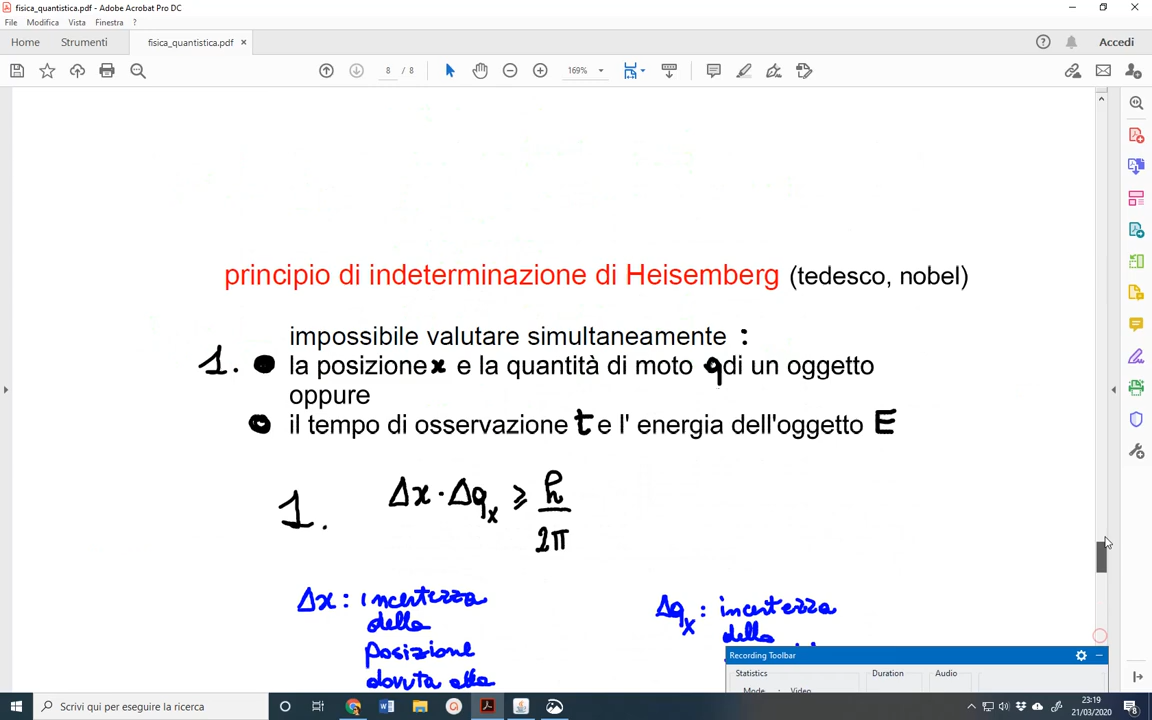 fisica_quantistica.pdf - Adobe Acrobat Pro DC
File Modifica Vista Finestra ?
Home Strumenti fisica_quantistica.pdf × Accedi
8 / 8 169%
principio di indeterminazione di Heisemberg (tedesco, nobel)
impossibile valutare simultaneamente :
1. ● la posizione x e la quantità di moto q di un oggetto
oppure
● il tempo di osservazione t e l' energia dell'oggetto E
1. Δx · Δqx ⩾ h
2π
Δx : incertezza Δqx : incertezza
della della
posizione
dovuta alla
Recording Toolbar
Statistics Duration Audio
Mode : Video
Scrivi qui per eseguire la ricerca
23:19
21/03/2020
8